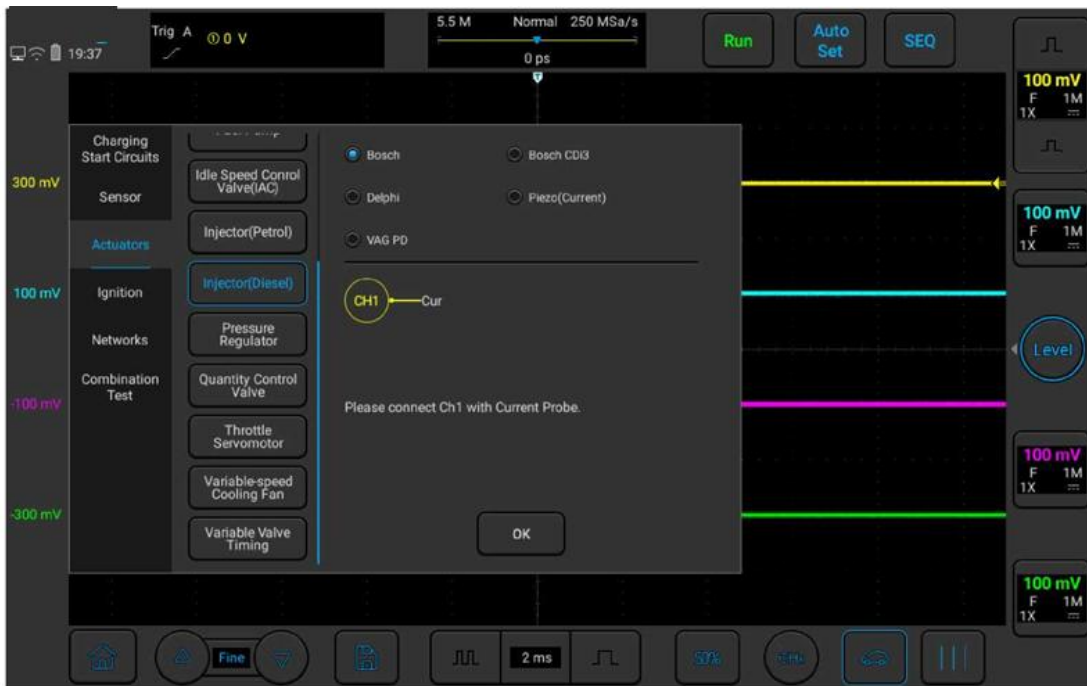 Trig A ① 0 V
5.5 M Normal 250 MSa/s
0 ps
T
Run
Auto
Set
SEQ
19:37
100 mV
F 1M
1X
300 mV
100 mV
-100 mV
-300 mV
Charging
Start Circuits
Sensor
Actuators
Ignition
Networks
Combination
Test
Idle Speed Conrol
Valve(IAC)
Injector(Petrol)
Injector(Diesel)
Pressure
Regulator
Quantity Control
Valve
Throttle
Servomotor
Variable-speed
Cooling Fan
Variable Valve
Timing
Bosch
Bosch CDi3
Delphi
Piezo(Current)
VAG PD
CH1 Cur
Please connect Ch1 with Current Probe.
OK
100 mV
F 1M
1X
Level
100 mV
F 1M
1X
100 mV
F 1M
1X
Fine
2 ms
50%